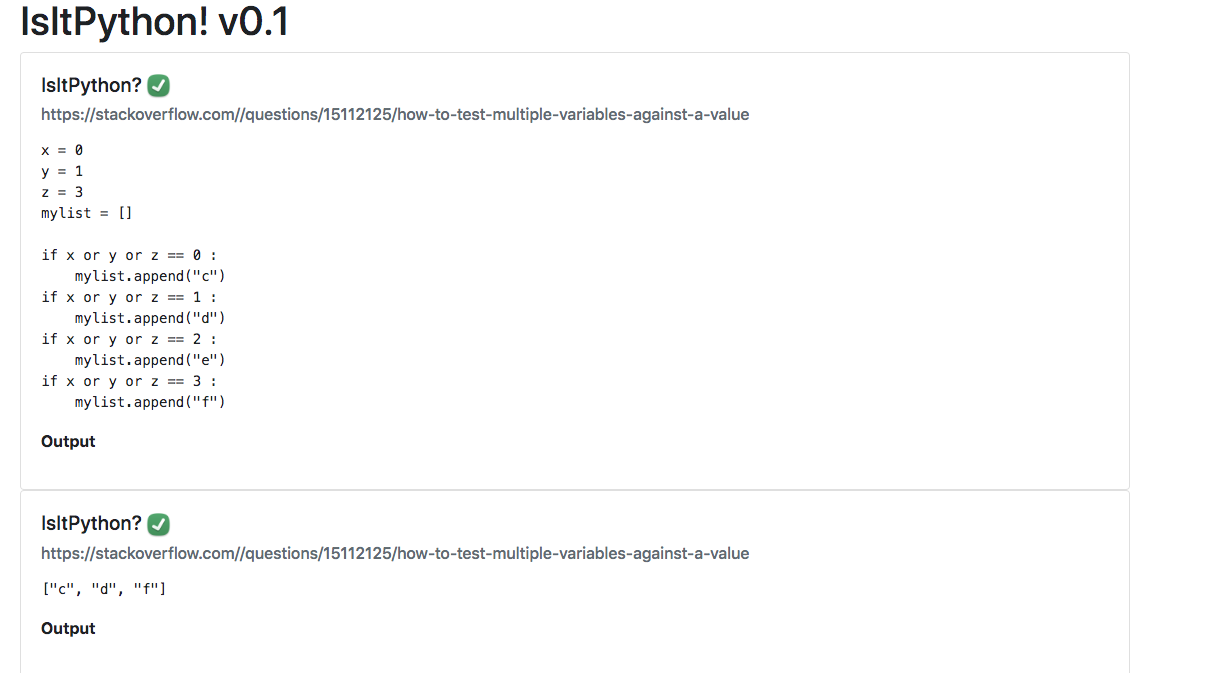 IsItPython! v0.1
IsItPython? ✅
https://stackoverflow.com//questions/15112125/how-to-test-multiple-variables-against-a-value
x = 0
y = 1
z = 3
mylist = []

if x or y or z == 0 :
    mylist.append("c")
if x or y or z == 1 :
    mylist.append("d")
if x or y or z == 2 :
    mylist.append("e")
if x or y or z == 3 :
    mylist.append("f")
Output
IsItPython? ✅
https://stackoverflow.com//questions/15112125/how-to-test-multiple-variables-against-a-value
["c", "d", "f"]
Output